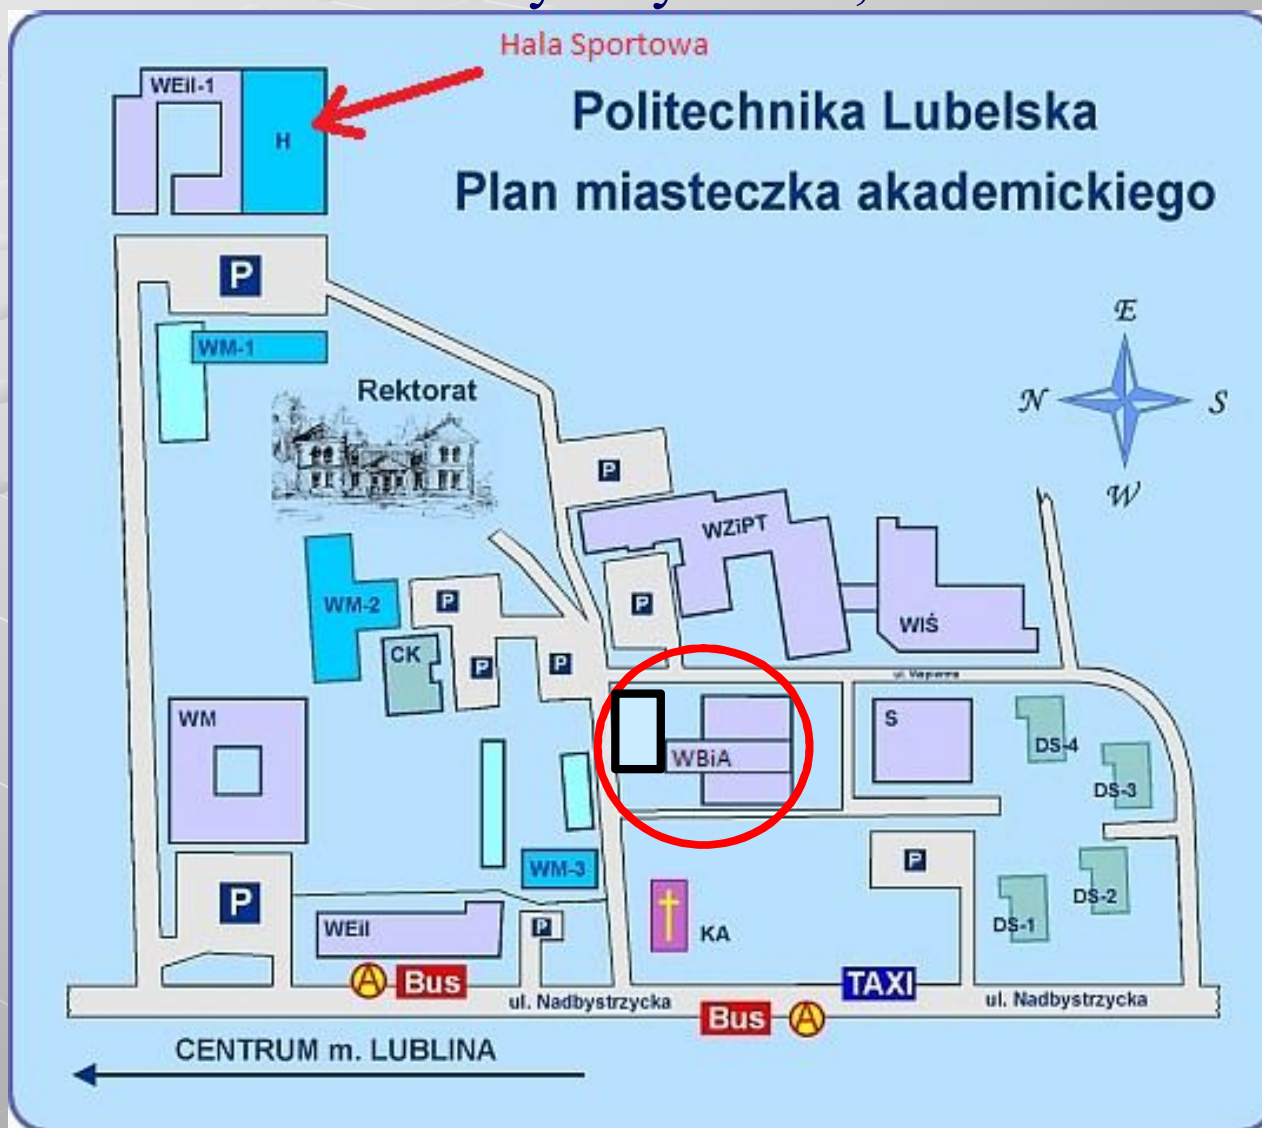 Hala Sportowa
Politechnika Lubelska
Plan miasteczka akademickiego
WEiI-1
H
P
WM-1
Rektorat
E
N
S
W
P
WZiPT
WM-2
P
P
WIŚ
CK
P
P
ul. Wapienna
WM
S
DS-4
WBiA
DS-3
P
WM-3
DS-2
P
KA
DS-1
WEiI
P
A Bus
TAXI
ul. Nadbystrzycka
ul. Nadbystrzycka
Bus A
CENTRUM m. LUBLINA